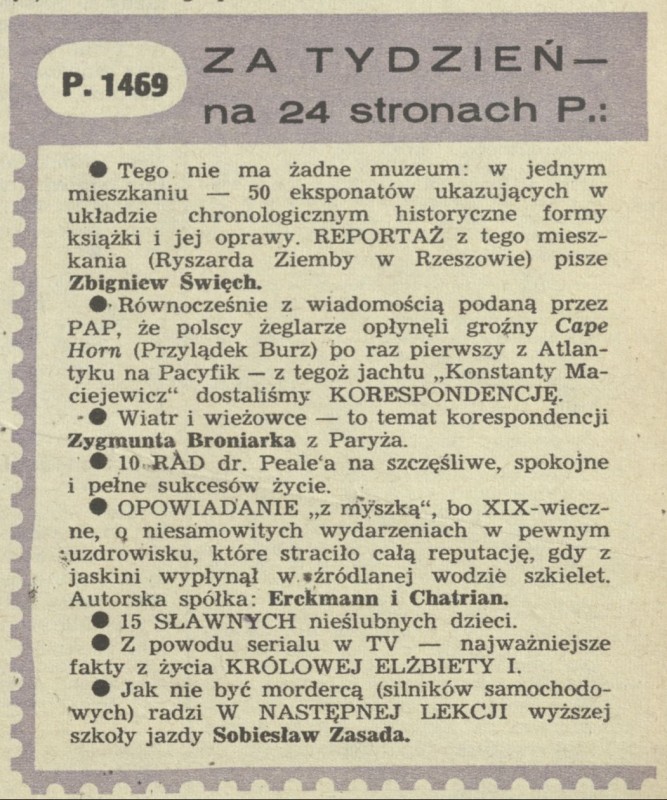 P. 1469
ZA TYDZIEŃ—
na 24 stronach P.:
● Tego nie ma żadne muzeum: w jednym
mieszkaniu — 50 eksponatów ukazujących w
układzie chronologicznym historyczne formy
książki i jej oprawy. REPORTAŻ z tego miesz-
kania (Ryszarda Ziemby w Rzeszowie) pisze
Zbigniew Święch.
● Równocześnie z wiadomością podaną przez
PAP, że polscy żeglarze opłynęli groźny Cape
Horn (Przylądek Burz) po raz pierwszy z Atlan-
tyku na Pacyfik — z tegoż jachtu „Konstanty Ma-
ciejewicz“ dostaliśmy KORESPONDENCJĘ.
● Wiatr i wieżowce — to temat korespondencji
Zygmunta Broniarka z Paryża.
● 10 RAD dr. Peale‘a na szczęśliwe, spokojne
i pełne sukcesów życie.
● OPOWIADANIE „z myszką“, bo XIX-wiecz-
ne, o niesamowitych wydarzeniach w pewnym
uzdrowisku, które straciło całą reputację, gdy z
jaskini wypłynął w źródlanej wodzie szkielet.
Autorska spółka: Erckmann i Chatrian.
● 15 SŁAWNYCH nieślubnych dzieci.
● Z powodu serialu w TV — najważniejsze
fakty z życia KRÓLOWEJ ELŻBIETY I.
● Jak nie być mordercą (silników samochodo-
wych) radzi W NASTĘPNEJ LEKCJI wyższej
szkoły jazdy Sobiesław Zasada.